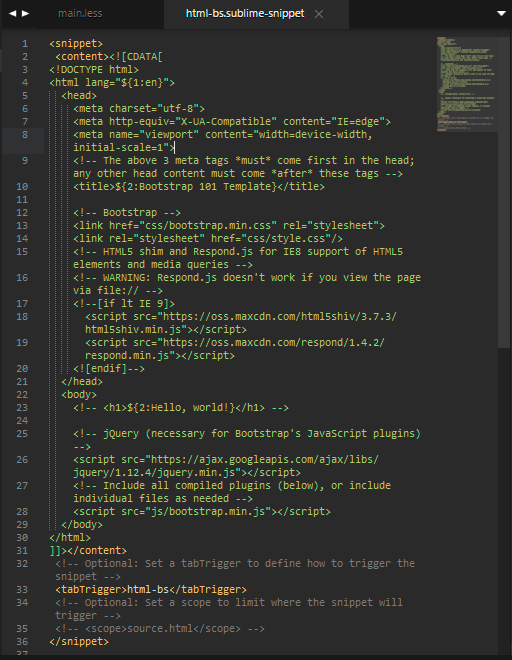 main.less
html-bs.sublime-snippet
1 <snippet>
2 <content><![CDATA[
3 <!DOCTYPE html>
4 <html lang="${1:en}">
5 <head>
6 <meta charset="utf-8">
7 <meta http-equiv="X-UA-Compatible" content="IE=edge">
8 <meta name="viewport" content="width=device-width,
initial-scale=1">
9 <!-- The above 3 meta tags *must* come first in the head;
any other head content must come *after* these tags -->
10 <title>${2:Bootstrap 101 Template}</title>
11
12 <!-- Bootstrap -->
13 <link href="css/bootstrap.min.css" rel="stylesheet">
14 <link rel="stylesheet" href="css/style.css"/>
15 <!-- HTML5 shim and Respond.js for IE8 support of HTML5
elements and media queries -->
16 <!-- WARNING: Respond.js doesn't work if you view the page
via file:// -->
17 <!--[if lt IE 9]>
18 <script src="https://oss.maxcdn.com/html5shiv/3.7.3/
html5shiv.min.js"></script>
19 <script src="https://oss.maxcdn.com/respond/1.4.2/
respond.min.js"></script>
20 <![endif]-->
21 </head>
22 <body>
23 <!-- <h1>${2:Hello, world!}</h1> -->
24
25 <!-- jQuery (necessary for Bootstrap's JavaScript plugins)
-->
26 <script src="https://ajax.googleapis.com/ajax/libs/
jquery/1.12.4/jquery.min.js"></script>
27 <!-- Include all compiled plugins (below), or include
individual files as needed -->
28 <script src="js/bootstrap.min.js"></script>
29 </body>
30 </html>
31 ]]></content>
32 <!-- Optional: Set a tabTrigger to define how to trigger the
snippet -->
33 <tabTrigger>html-bs</tabTrigger>
34 <!-- Optional: Set a scope to limit where the snippet will
trigger -->
35 <!-- <scope>source.html</scope> -->
36 </snippet>
37